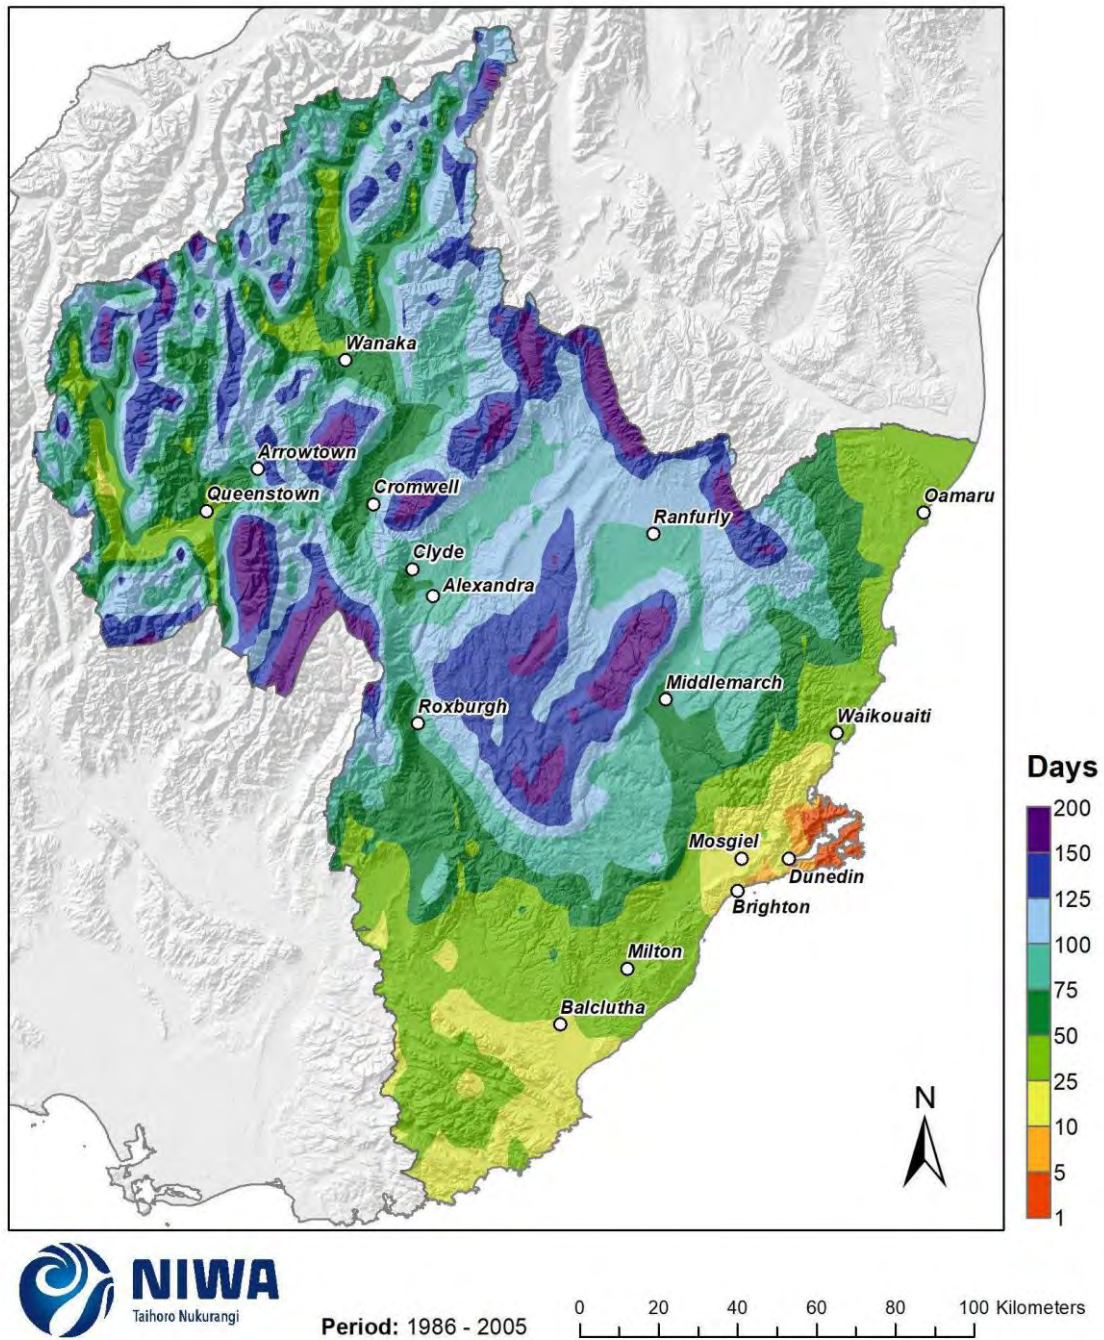 Wanaka
Arrowtown
Queenstown
Cromwell
Oamaru
Ranfurly
Clyde
Alexandra
Middlemarch
Roxburgh
Waikouaiti
Days
200
150
125
100
75
50
25
10
5
1
Mosgiel
Dunedin
Brighton
Milton
Balclutha
N
NIWA
Taihoro Nukurangi
Period: 1986 - 2005
0 20 40 60 80 100 Kilometers